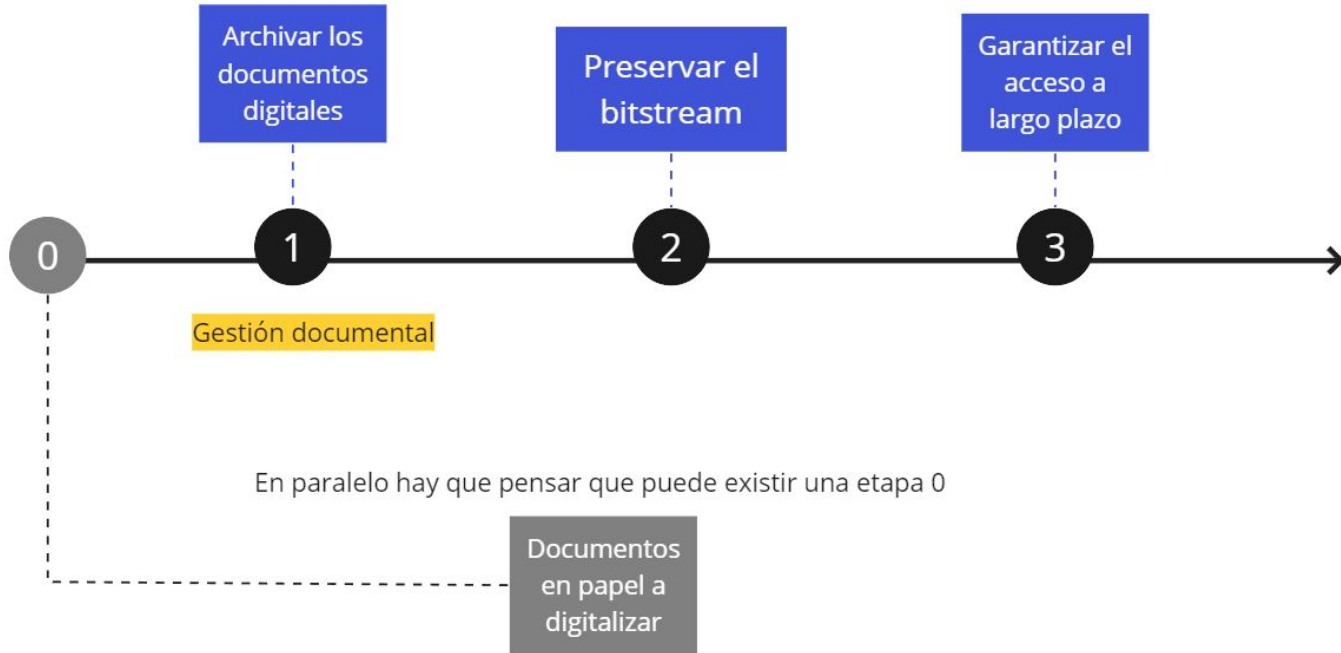 Archivar los
documentos
digitales
Preservar el
bitstream
Garantizar el
acceso a
largo plazo
0
1
2
3
Gestión documental
En paralelo hay que pensar que puede existir una etapa 0
Documentos
en papel a
digitalizar